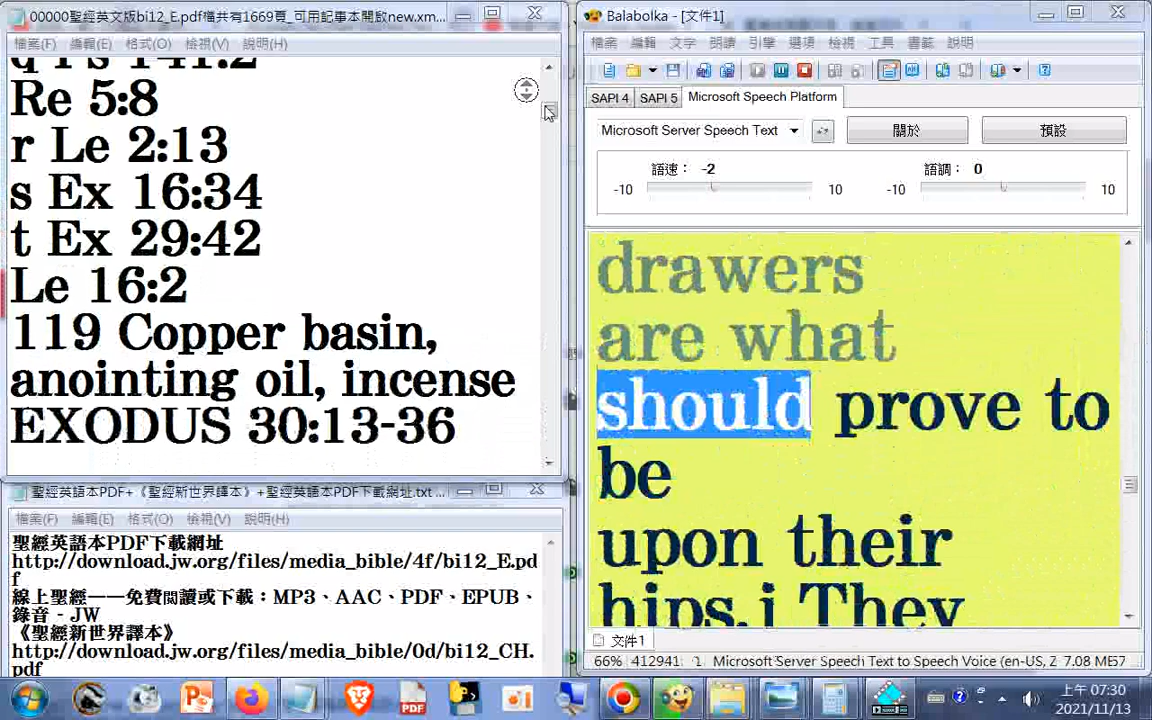 00000聖經英文版bi12_E.pdf檔共有1669頁_可用記事本開啟new.xm...
檔案(F) 編輯(E) 格式(O) 檢視(V) 說明(H)
q Ps 141:2
Re 5:8
r Le 2:13
s Ex 16:34
t Ex 29:42
Le 16:2
119 Copper basin,
anointing oil, incense
EXODUS 30:13-36
聖經英語本PDF+《聖經新世界譯本》+聖經英語本PDF下載網址.txt ...
檔案(F) 編輯(E) 格式(O) 檢視(V) 說明(H)
聖經英語本PDF下載網址
http://download.jw.org/files/media_bible/4f/bi12_E.pd
f
線上聖經——免費閱讀或下載：MP3、AAC、PDF、EPUB、
錄音 - JW
《聖經新世界譯本》
http://download.jw.org/files/media_bible/0d/bi12_CH.
pdf
Balabolka - [文件1]
檔案 編輯 文字 朗讀 引擎 選項 檢視 工具 書籤 說明
SAPI 4 SAPI 5 Microsoft Speech Platform
Microsoft Server Speech Text 關於 預設
語速： -2 語調： 0
-10 10 -10 10
drawers
are what
should prove to
be
upon their
hips.j They
文件1
66% 412941 Microsoft Server Speech Text to Speech Voice (en-US, Z 7.08 ME57
上午 07:30
2021/11/13